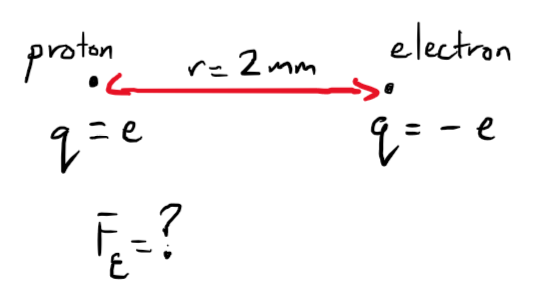 proton
electron
r = 2 mm
q = e
q = - e
F_E = ?